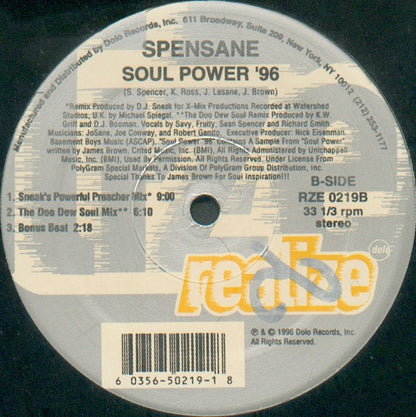 Manufactured and Distributed by Dolo Records, Inc. 611 Broadway, Suite 208, New York, NY 10012 (212) 253-1177
SPENSANE
SOUL POWER '96
(S. Spencer, K. Ross, J. Lesane, J. Brown)
*Remix Produced by D.J. Sneak for X-Mix Productions Recorded at Watershed
Studios, U.K. by Michael Spiegal. **The Doo Dew Soul Mix Produced by K.W.
Griff and D.J. Booman. Vocals by Savy, Fruity, Sean Spencer and Richard Smith
Musicians: JoSane, Joe Conway, and Robert Gentto. Executive Producer: Nick Eisenman.
Basement Boys Music (ASCAP). "Soul Power '96" Contains A Sample From "Soul Power"
written by James Brown, Crited Music, Inc. (BMI), All Rights Administered by Unichappell
Music, Inc. (BMI), Used By Permission. All Rights Reserved, Under License From
PolyGram Special Markets, A Division Of PolyGram Group Distribution, Inc.
Special Thanks To James Brown For Soul Inspiration!!!
B-SIDE
RZE 0219B
33 1/3 rpm
stereo
1. Sneak's Powerful Preacher Mix* 9:00
2. The Doo Dew Soul Mix** 6:10
3. Bonus Beat 2:18
realize
dolo
℗ & © 1996 Dolo Records, Inc.
All Rights Reserved.
6 0356-50219-1 8